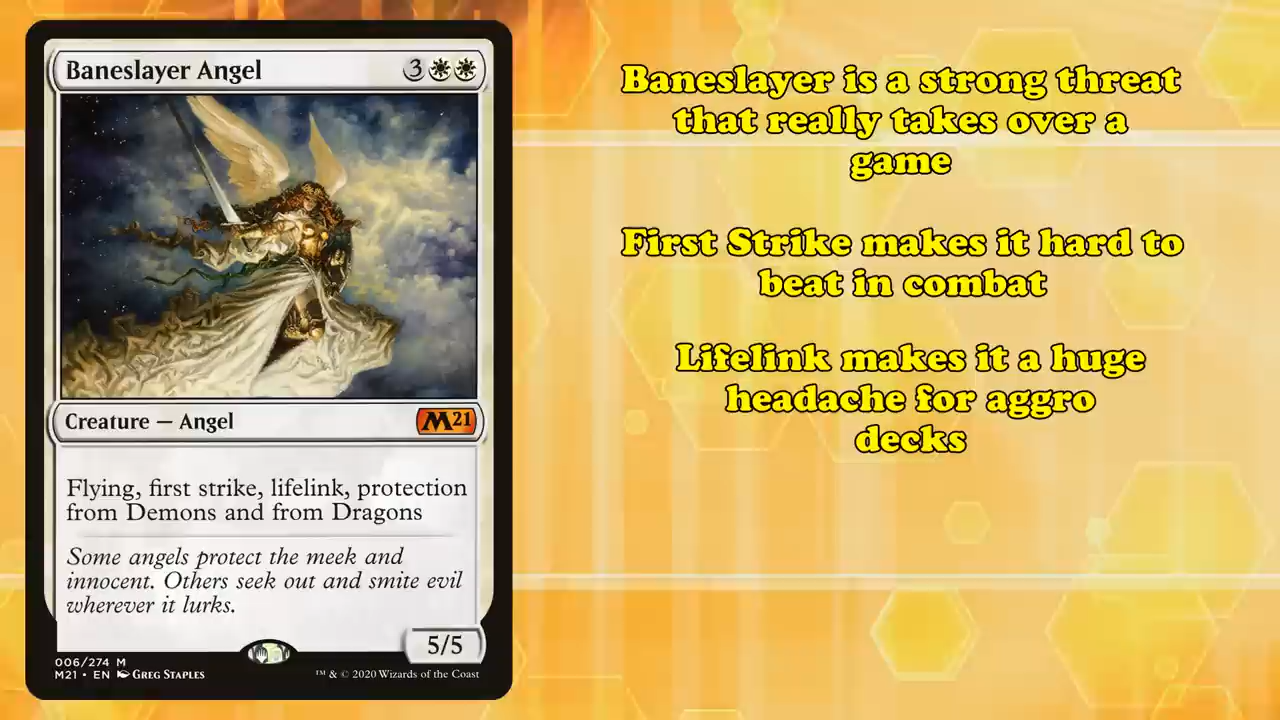 Baneslayer Angel 3
Creature — Angel M21
Flying, first strike, lifelink, protection
from Demons and from Dragons
Some angels protect the meek and
innocent. Others seek out and smite evil
wherever it lurks.
5/5
006/274 M
M21 • EN Greg Staples
™ & © 2020 Wizards of the Coast
Baneslayer is a strong threat
that really takes over a
game
First Strike makes it hard to
beat in combat
Lifelink makes it a huge
headache for aggro
decks